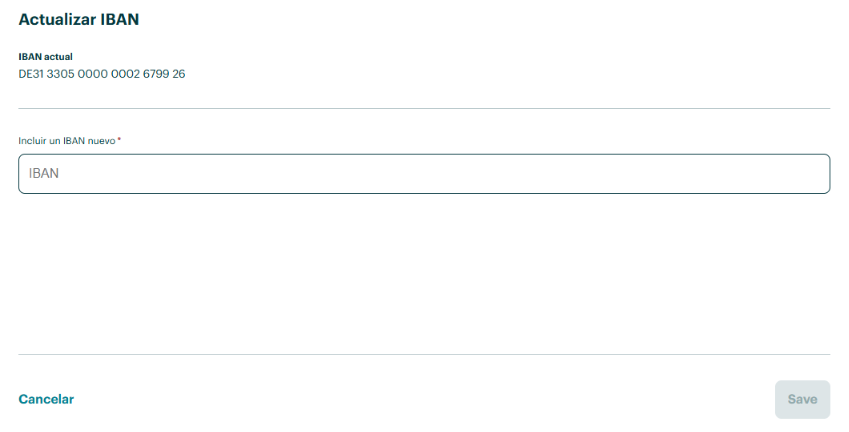 Actualizar IBAN
IBAN actual
DE31 3305 0000 0002 6799 26
Incluir un IBAN nuevo *
IBAN
Cancelar
Save